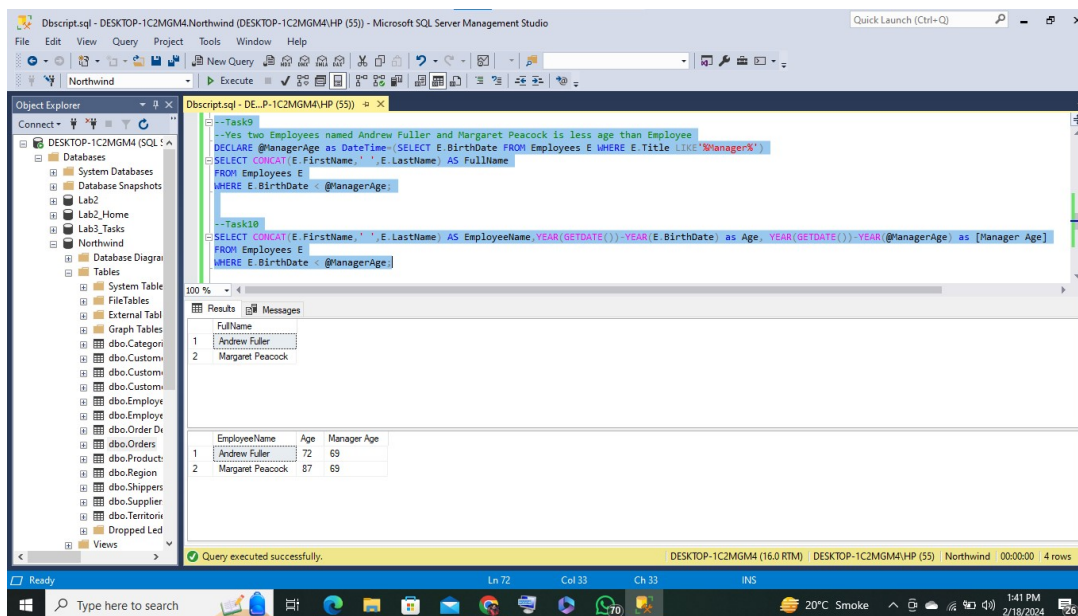 Dbscript.sql - DESKTOP-1C2MGM4.Northwind (DESKTOP-1C2MGM4\HP (55)) - Microsoft SQL Server Management Studio
Quick Launch (Ctrl+Q)
File Edit View Query Project Tools Window Help
New Query
Northwind Execute
Object Explorer
Dbscript.sql - DE...P-1C2MGM4\HP (55))
Connect
DESKTOP-1C2MGM4 (SQL S
Databases
System Databases
Database Snapshots
Lab2
Lab2_Home
Lab3_Tasks
Northwind
Database Diagrar
Tables
System Table
FileTables
External Tabl
Graph Tables
dbo.Categori
dbo.Custome
dbo.Custome
dbo.Custome
dbo.Employe
dbo.Employe
dbo.Order De
dbo.Orders
dbo.Products
dbo.Region
dbo.Shippers
dbo.Supplier
dbo.Territorie
Dropped Led
Views
--Task9
--Yes two Employees named Andrew Fuller and Margaret Peacock is less age than Employee
DECLARE @ManagerAge as DateTime=(SELECT E.BirthDate FROM Employees E WHERE E.Title LIKE'%Manager%')
SELECT CONCAT(E.FirstName,' ',E.LastName) AS FullName
FROM Employees E
WHERE E.BirthDate < @ManagerAge;
--Task10
SELECT CONCAT(E.FirstName,' ',E.LastName) AS EmployeeName,YEAR(GETDATE())-YEAR(E.BirthDate) as Age, YEAR(GETDATE())-YEAR(@ManagerAge) as [Manager Age]
FROM Employees E
WHERE E.BirthDate < @ManagerAge;
100 %
Results Messages
FullName
1 Andrew Fuller
2 Margaret Peacock
EmployeeName Age Manager Age
1 Andrew Fuller 72 69
2 Margaret Peacock 87 69
Query executed successfully.
DESKTOP-1C2MGM4 (16.0 RTM) DESKTOP-1C2MGM4\HP (55) Northwind 00:00:00 4 rows
Ready Ln 72 Col 33 Ch 33 INS
Type here to search
70
20°C Smoke
1:41 PM
2/18/2024